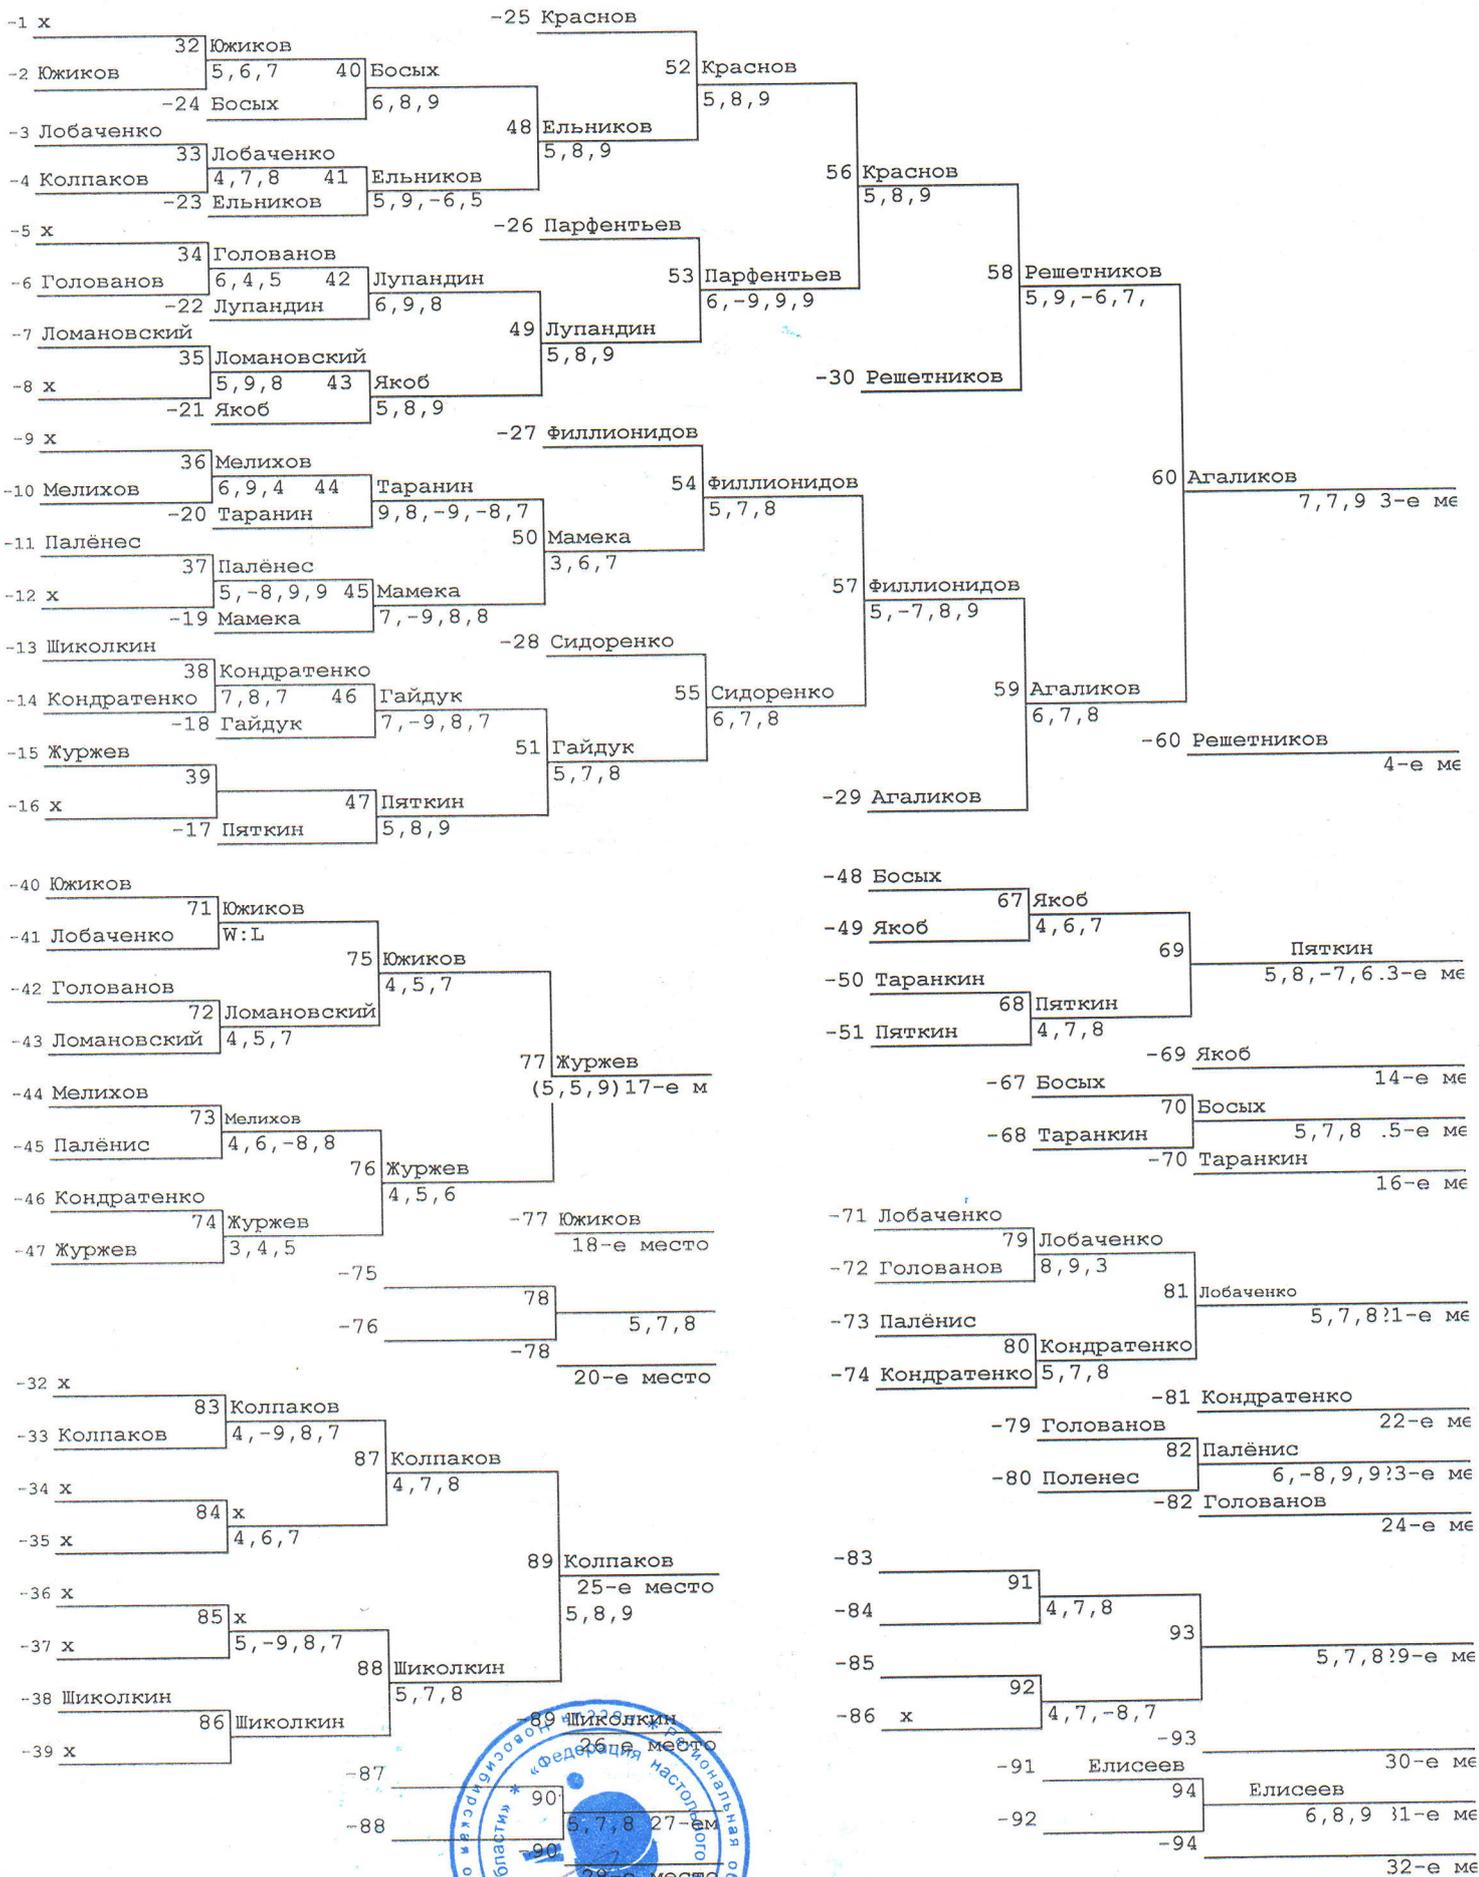 -1 x
-25 Краснов
32 Южиков
-2 Южиков
5,6,7
40 Босых
52 Краснов
-24 Босых
6,8,9
5,8,9
-3 Лобаченко
48 Ельников
33 Лобаченко
5,8,9
-4 Колпаков
4,7,8
41 Ельников
56 Краснов
-23 Ельников
5,9,-6,5
5,8,9
-5 x
-26 Парфентьев
34 Голованов
-6 Голованов
6,4,5
42 Лупандин
53 Парфентьев
58 Решетников
-22 Лупандин
6,9,8
6,-9,9,9
5,9,-6,7,
-7 Ломановский
49 Лупандин
35 Ломановский
5,8,9
-8 x
5,9,8
43 Якоб
-30 Решетников
-21 Якоб
5,8,9
-9 x
-27 Филлионидов
36 Мелихов
-10 Мелихов
6,9,4
44 Таранин
54 Филлионидов
60 Агаликов
-20 Таранин
9,8,-9,-8,7
5,7,8
7,7,9 3-е ме
-11 Палёнес
50 Мамека
37 Палёнес
3,6,7
-12 x
5,-8,9,9
45 Мамека
57 Филлионидов
-19 Мамека
7,-9,8,8
5,-7,8,9
-13 Шиколкин
-28 Сидоренко
38 Кондратенко
-14 Кондратенко
7,8,7
46 Гайдук
55 Сидоренко
59 Агаликов
-18 Гайдук
7,-9,8,7
6,7,8
6,7,8
-15 Журжев
51 Гайдук
-60 Решетников
39
5,7,8
4-е ме
-16 x
47 Пяткин
-29 Агаликов
-17 Пяткин
5,8,9
-40 Южиков
71 Южиков
-41 Лобаченко
W:L
75 Южиков
-42 Голованов
4,5,7
72 Ломановский
-43 Ломановский
4,5,7
77 Журжев
(5,5,9)17-е м
-44 Мелихов
73 Мелихов
-45 Палёнис
4,6,-8,8
76 Журжев
-46 Кондратенко
4,5,6
74 Журжев
-47 Журжев
3,4,5
-77 Южиков
18-е место
-75
78
-76
5,7,8
-78
20-е место
-48 Босых
67 Якоб
-49 Якоб
4,6,7
69 Пяткин
-50 Таранкин
5,8,-7,6.3-е ме
68 Пяткин
-51 Пяткин
4,7,8
-69 Якоб
14-е ме
-67 Босых
70 Босых
-68 Таранкин
5,7,8 .5-е ме
-70 Таранкин
16-е ме
-71 Лобаченко
79 Лобаченко
-72 Голованов
8,9,3
81 Лобаченко
-73 Палёнис
5,7,8 1-е ме
80 Кондратенко
-74 Кондратенко
5,7,8
-81 Кондратенко
22-е ме
-79 Голованов
82 Палёнис
-80 Поленес
6,-8,9,9 3-е ме
-82 Голованов
24-е ме
-32 x
83 Колпаков
-33 Колпаков
4,-9,8,7
87 Колпаков
-34 x
4,7,8
84 x
-35 x
4,6,7
89 Колпаков
25-е место
-36 x
5,8,9
85 x
-37 x
5,-9,8,7
88 Шиколкин
-38 Шиколкин
5,7,8
86 Шиколкин
-39 x
-89 Шиколкин
26-е место
-87
90
-88
5,7,8 27-ем
-90
28-е место
-83
91
-84
4,7,8
93
-85
5,7,8 9-е ме
92
-86 x
4,7,-8,7
-93
30-е ме
-91 Елисеев
94 Елисеев
-92
6,8,9 1-е ме
-94
32-е ме
«Федерация настольного
области»